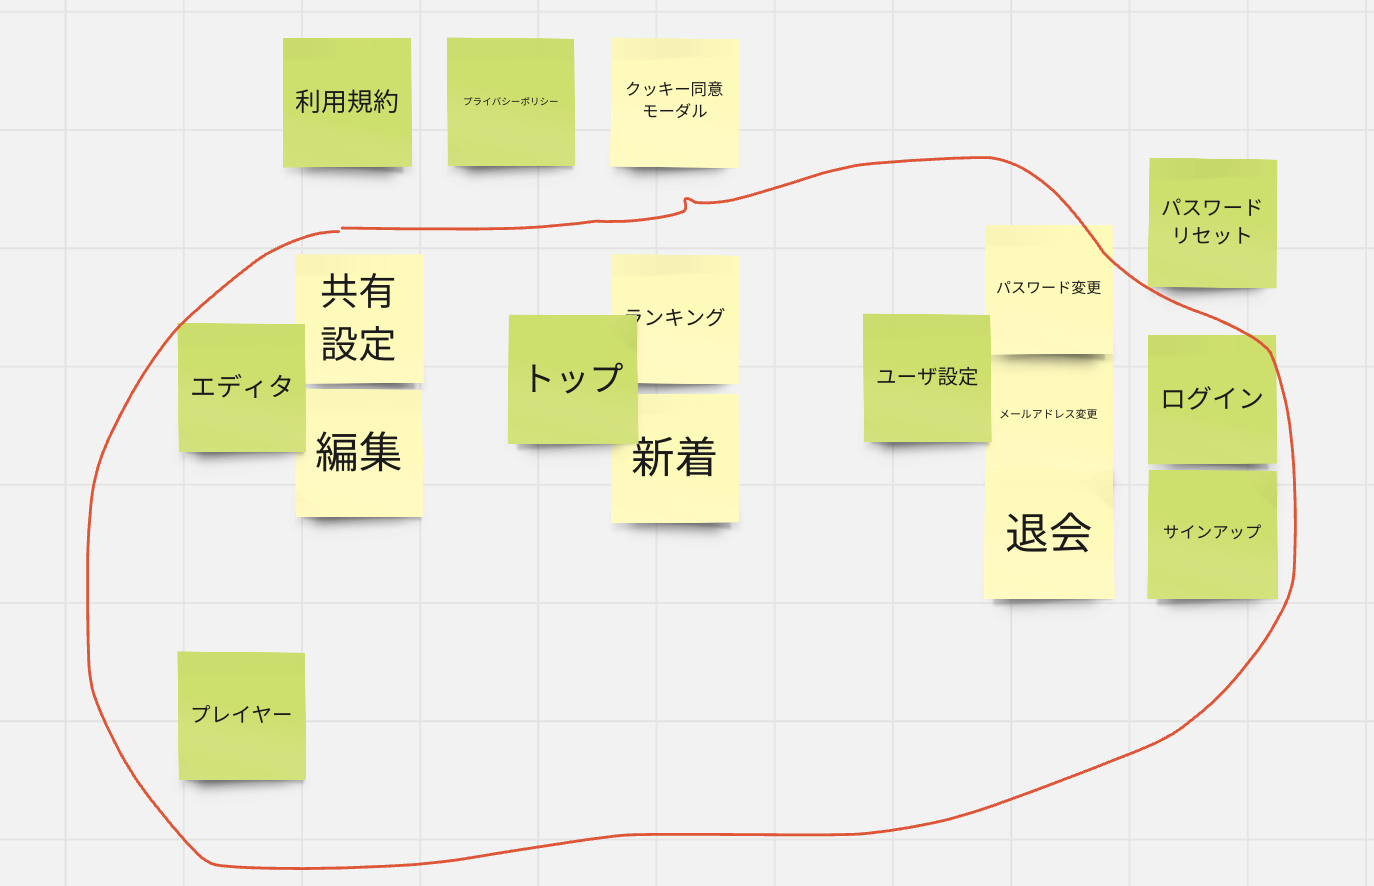 利用規約
プライバシーポリシー
クッキー同意
モーダル
パスワード
リセット
共有
設定
エディタ
編集
ランキング
トップ
新着
パスワード変更
ユーザ設定
メールアドレス変更
退会
ログイン
サインアップ
プレイヤー